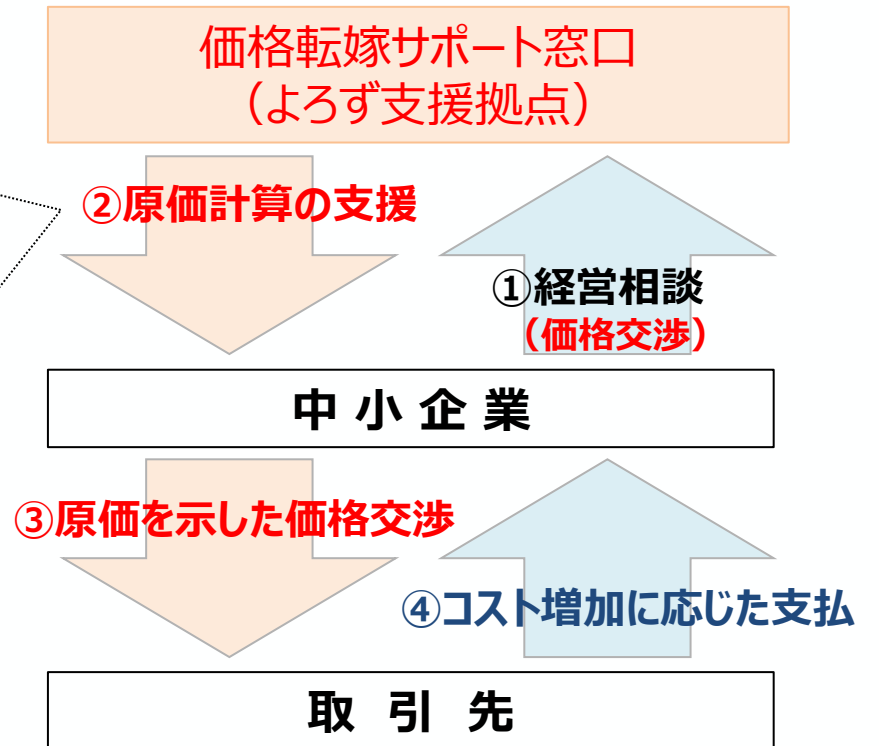 価格転嫁サポート窓口
（よろず支援拠点）
②原価計算の支援
①経営相談
（価格交渉）
中小企業
③原価を示した価格交渉
④コスト増加に応じた支払
取引先